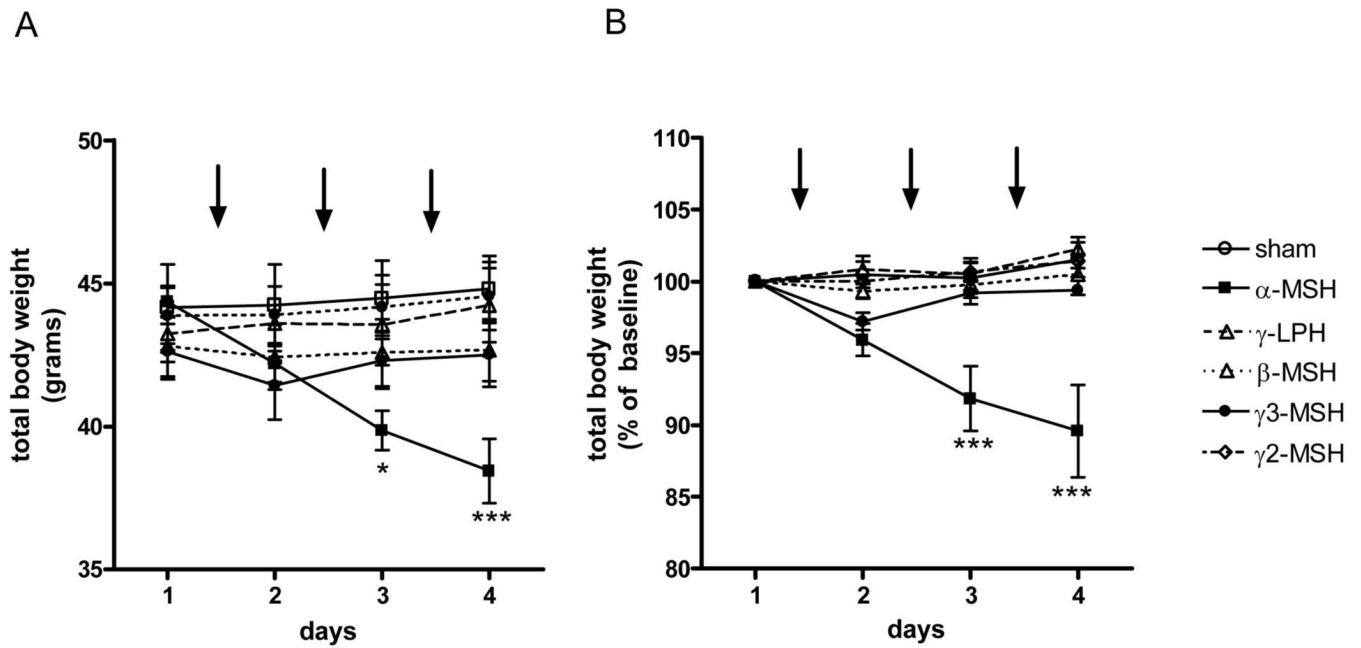 A
B
50
45
40
35
total body weight
(grams)
*
***
1 2 3 4
days
110
105
100
95
90
85
80
total body weight
(% of baseline)
***
***
1 2 3 4
days
sham
α-MSH
γ-LPH
β-MSH
γ3-MSH
γ2-MSH